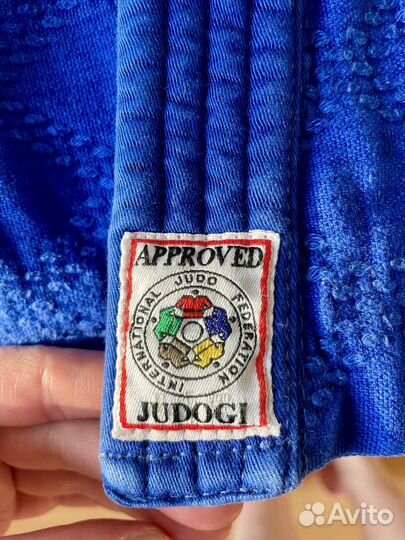 APPROVED
INTERNATIONAL JUDO FEDERATION
JUDOGI
Avito